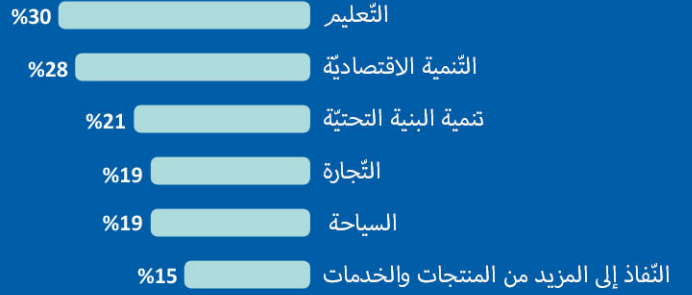 التّعليم %30
التّنمية الاقتصاديّة %28
تنمية البنية التحتيّة %21
التّجارة %19
السياحة %19
النّفاذ إلى المزيد من المنتجات والخدمات %15